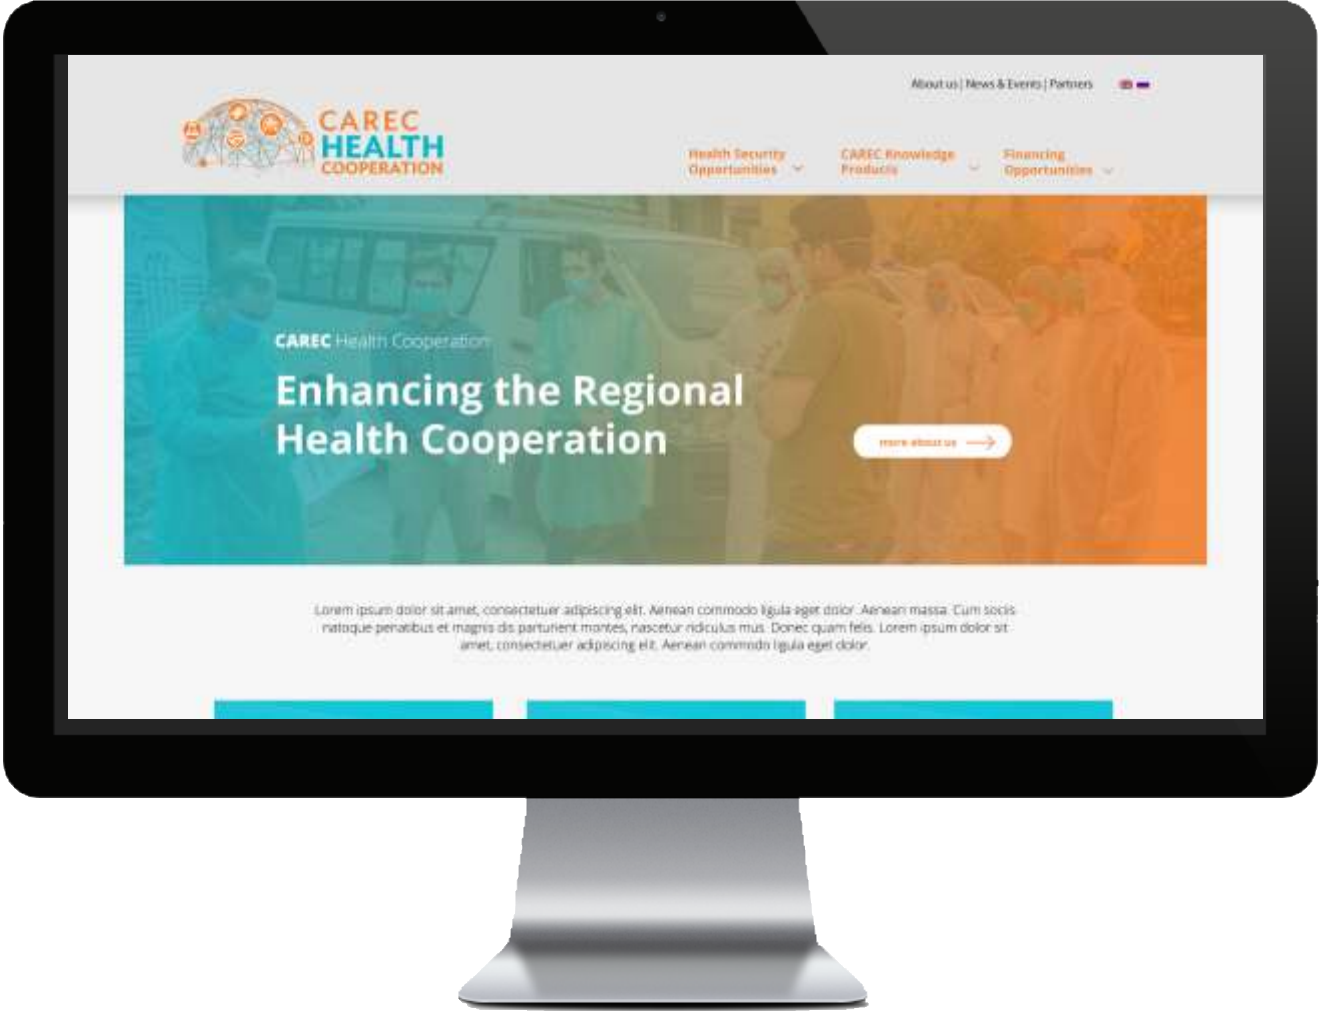 About us | News & Events | Partners
CAREC
HEALTH
COOPERATION
Health Security
Opportunities
CAREC Knowledge
Products
Financing
Opportunities
CAREC Health Cooperation
Enhancing the Regional
Health Cooperation
more about us
Lorem ipsum dolor sit amet, consectetuer adipiscing elit. Aenean commodo ligula eget dolor. Aenean massa. Cum sociis
natoque penatibus et magnis dis parturient montes, nascetur ridiculus mus. Donec quam felis. Lorem ipsum dolor sit
amet, consectetuer adipiscing elit. Aenean commodo ligula eget dolor.